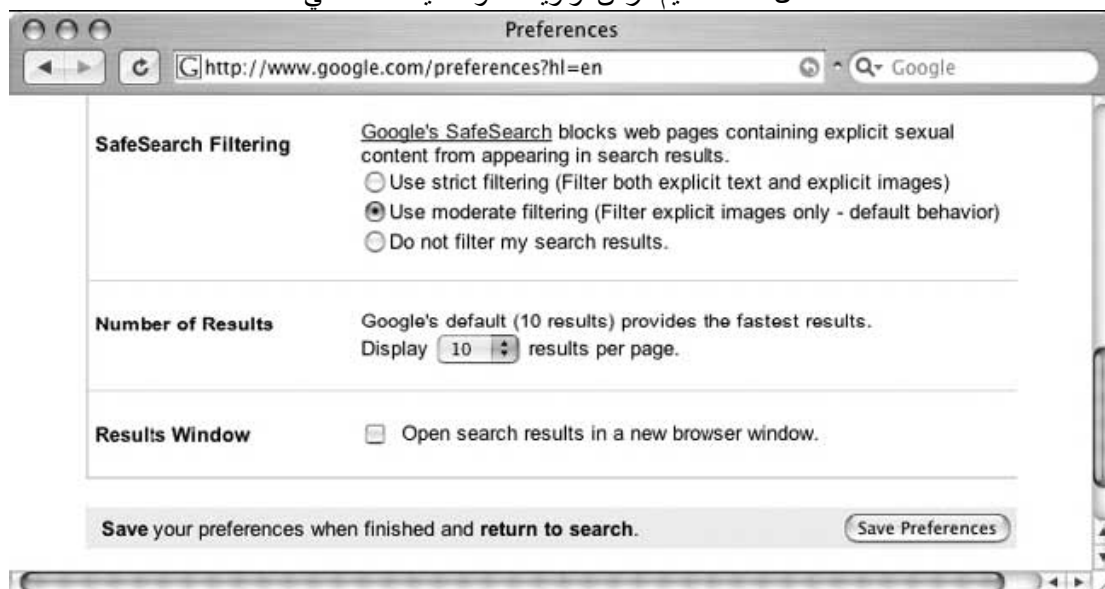 Preferences
http://www.google.com/preferences?hl=en
Google
SafeSearch Filtering
Google's SafeSearch blocks web pages containing explicit sexual
content from appearing in search results.
Use strict filtering (Filter both explicit text and explicit images)
Use moderate filtering (Filter explicit images only - default behavior)
Do not filter my search results.
Number of Results
Google's default (10 results) provides the fastest results.
Display 10 results per page.
Results Window
Open search results in a new browser window.
Save your preferences when finished and return to search.
Save Preferences